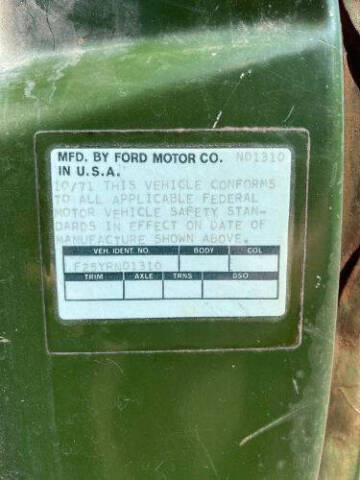 MFD. BY FORD MOTOR CO. N01310
IN U.S.A.
10/71 THIS VEHICLE CONFORMS
TO ALL APPLICABLE FEDERAL
MOTOR VEHICLE SAFETY STAN-
DARDS IN EFFECT ON DATE OF
MANUFACTURE SHOWN ABOVE.
VEH. IDENT NO. BODY COL
F25YRN01310
TRIM AXLE TRNS DSO